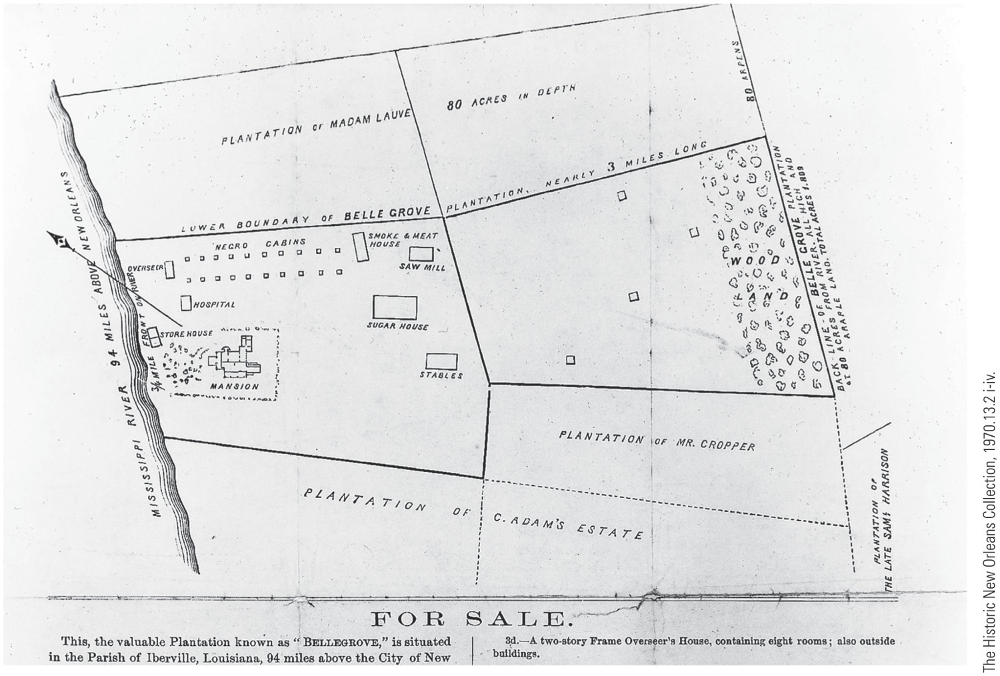 80 ARPENS
80 ACRES IN DEPTH
PLANTATION OF MADAM LAUVE
LOWER BOUNDARY OF BELLE GROVE PLANTATION, NEARLY 3 MILES LONG
NEGRO CABINS
SMOKE & MEAT
HOUSE
SAW MILL
OVERSEER
HOSPITAL
SUGAR HOUSE
STORE HOUSE
STABLES
MANSION
3/4 MILE FRONT ON RIVER
MISSISSIPPI RIVER 94 MILES ABOVE NEW ORLEANS
WOOD
LAND
BACK LINE OF BELLE GROVE PLANTATION
AT 80 ACRES FROM RIVER. ALL HIGH AND
ARABLE LAND. TOTAL ACRES 1.809
PLANTATION OF MR. CROPPER
PLANTATION OF C. ADAM'S ESTATE
PLANTATION OF
THE LATE SAML HARRISON
FOR SALE.
This, the valuable Plantation known as "BELLEGROVE," is situated
in the Parish of Iberville, Louisiana, 94 miles above the City of New
3d.—A two-story Frame Overseer's House, containing eight rooms; also outside
buildings.
The Historic New Orleans Collection, 1970.13.2 i-iv.